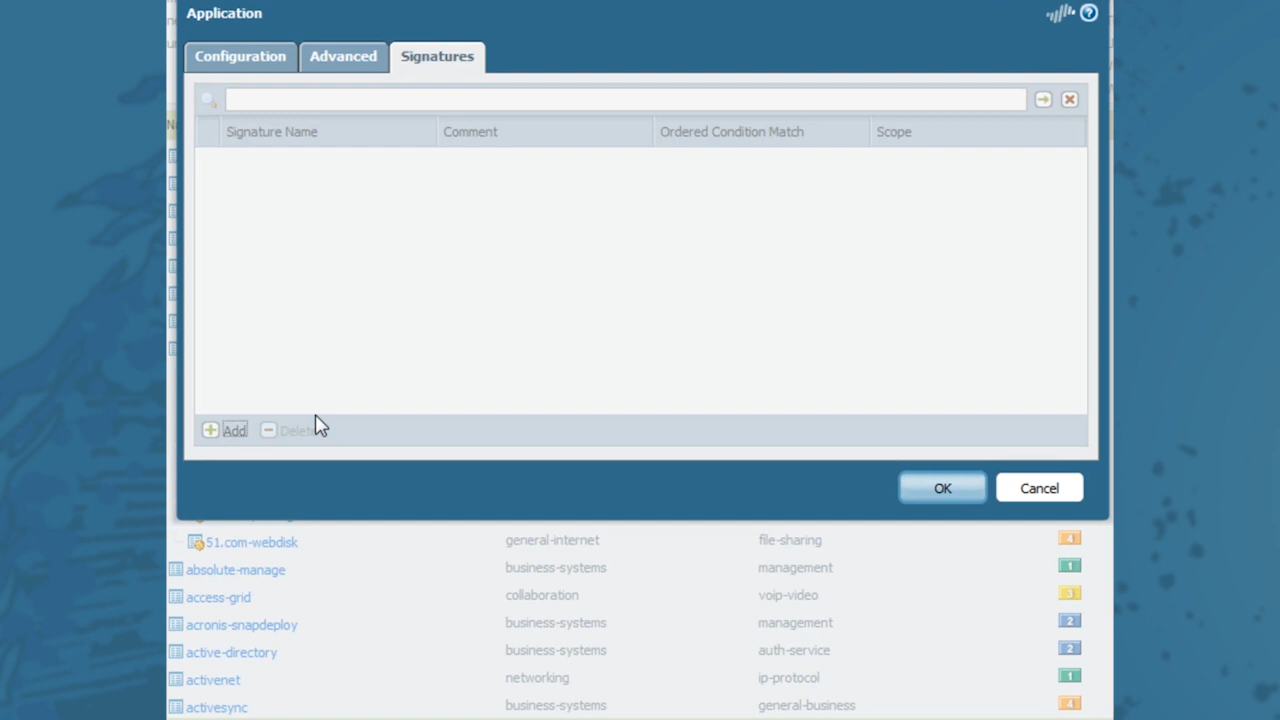 Application
Configuration Advanced Signatures
Signature Name Comment Ordered Condition Match Scope
Add Delete
OK Cancel
51.com-webdisk general-internet file-sharing 4
absolute-manage business-systems management 1
access-grid collaboration voip-video 3
acronis-snapdeploy business-systems management 2
active-directory business-systems auth-service 2
activenet networking ip-protocol 1
activesync business-systems general-business 4